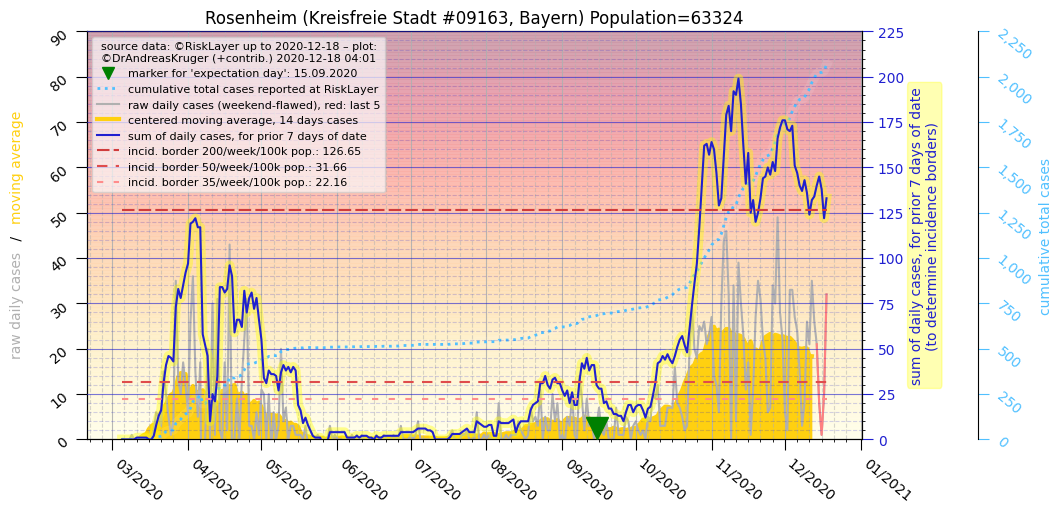 Rosenheim (Kreisfreie Stadt #09163, Bayern) Population=63324
source data: ©RiskLayer up to 2020-12-18 – plot:
©DrAndreasKruger (+contrib.) 2020-12-18 04:01
marker for 'expectation day': 15.09.2020
cumulative total cases reported at RiskLayer
raw daily cases (weekend-flawed), red: last 5
centered moving average, 14 days cases
sum of daily cases, for prior 7 days of date
incid. border 200/week/100k pop.: 126.65
incid. border 50/week/100k pop.: 31.66
incid. border 35/week/100k pop.: 22.16
raw daily cases / moving average
90
80
70
60
50
40
30
20
10
0
225
200
175
150
125
100
75
50
25
0
sum of daily cases, for prior 7 days of date
(to determine incidence borders)
2,250
2,000
1,750
1,500
1,250
1,000
750
500
250
0
cumulative total cases
03/2020
04/2020
05/2020
06/2020
07/2020
08/2020
09/2020
10/2020
11/2020
12/2020
01/2021